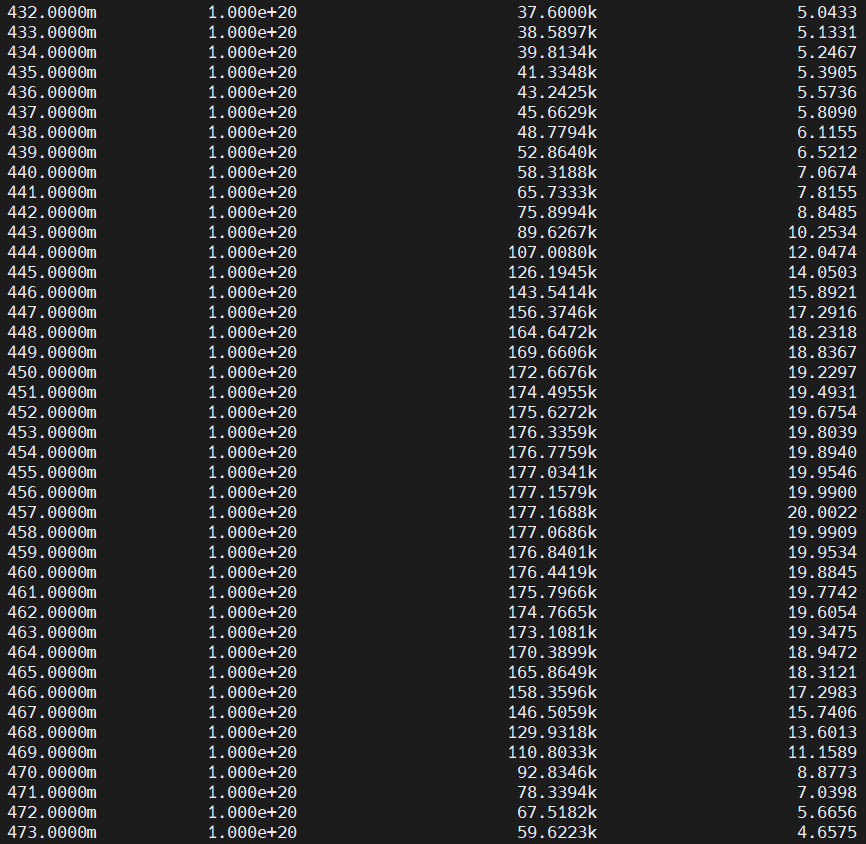 432.0000m 1.000e+20 37.6000k 5.0433
433.0000m 1.000e+20 38.5897k 5.1331
434.0000m 1.000e+20 39.8134k 5.2467
435.0000m 1.000e+20 41.3348k 5.3905
436.0000m 1.000e+20 43.2425k 5.5736
437.0000m 1.000e+20 45.6629k 5.8090
438.0000m 1.000e+20 48.7794k 6.1155
439.0000m 1.000e+20 52.8640k 6.5212
440.0000m 1.000e+20 58.3188k 7.0674
441.0000m 1.000e+20 65.7333k 7.8155
442.0000m 1.000e+20 75.8994k 8.8485
443.0000m 1.000e+20 89.6267k 10.2534
444.0000m 1.000e+20 107.0080k 12.0474
445.0000m 1.000e+20 126.1945k 14.0503
446.0000m 1.000e+20 143.5414k 15.8921
447.0000m 1.000e+20 156.3746k 17.2916
448.0000m 1.000e+20 164.6472k 18.2318
449.0000m 1.000e+20 169.6606k 18.8367
450.0000m 1.000e+20 172.6676k 19.2297
451.0000m 1.000e+20 174.4955k 19.4931
452.0000m 1.000e+20 175.6272k 19.6754
453.0000m 1.000e+20 176.3359k 19.8039
454.0000m 1.000e+20 176.7759k 19.8940
455.0000m 1.000e+20 177.0341k 19.9546
456.0000m 1.000e+20 177.1579k 19.9900
457.0000m 1.000e+20 177.1688k 20.0022
458.0000m 1.000e+20 177.0686k 19.9909
459.0000m 1.000e+20 176.8401k 19.9534
460.0000m 1.000e+20 176.4419k 19.8845
461.0000m 1.000e+20 175.7966k 19.7742
462.0000m 1.000e+20 174.7665k 19.6054
463.0000m 1.000e+20 173.1081k 19.3475
464.0000m 1.000e+20 170.3899k 18.9472
465.0000m 1.000e+20 165.8649k 18.3121
466.0000m 1.000e+20 158.3596k 17.2983
467.0000m 1.000e+20 146.5059k 15.7406
468.0000m 1.000e+20 129.9318k 13.6013
469.0000m 1.000e+20 110.8033k 11.1589
470.0000m 1.000e+20 92.8346k 8.8773
471.0000m 1.000e+20 78.3394k 7.0398
472.0000m 1.000e+20 67.5182k 5.6656
473.0000m 1.000e+20 59.6223k 4.6575